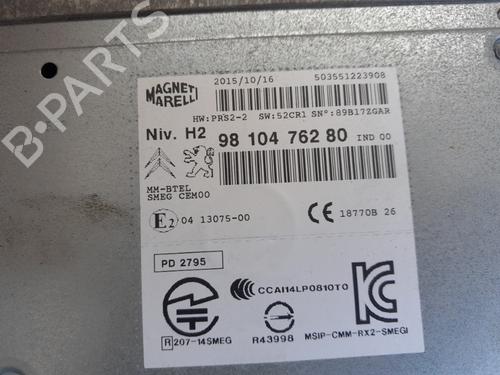 MAGNETI MARELLI
2015/10/16 503551223908
HW:PRS2-2 SW:52CR1 SN°:89B17ZGAR
Niv. H2 98 104 762 80 IND 00
MM-BTEL
SMEG CEM00
E2 04 13075-00 CE 18770B 26
PD 2795
CCAI14LP0810T0
R 207-14SMEG R43998 MSIP-CMM-RX2-SMEGI
B-PARTS